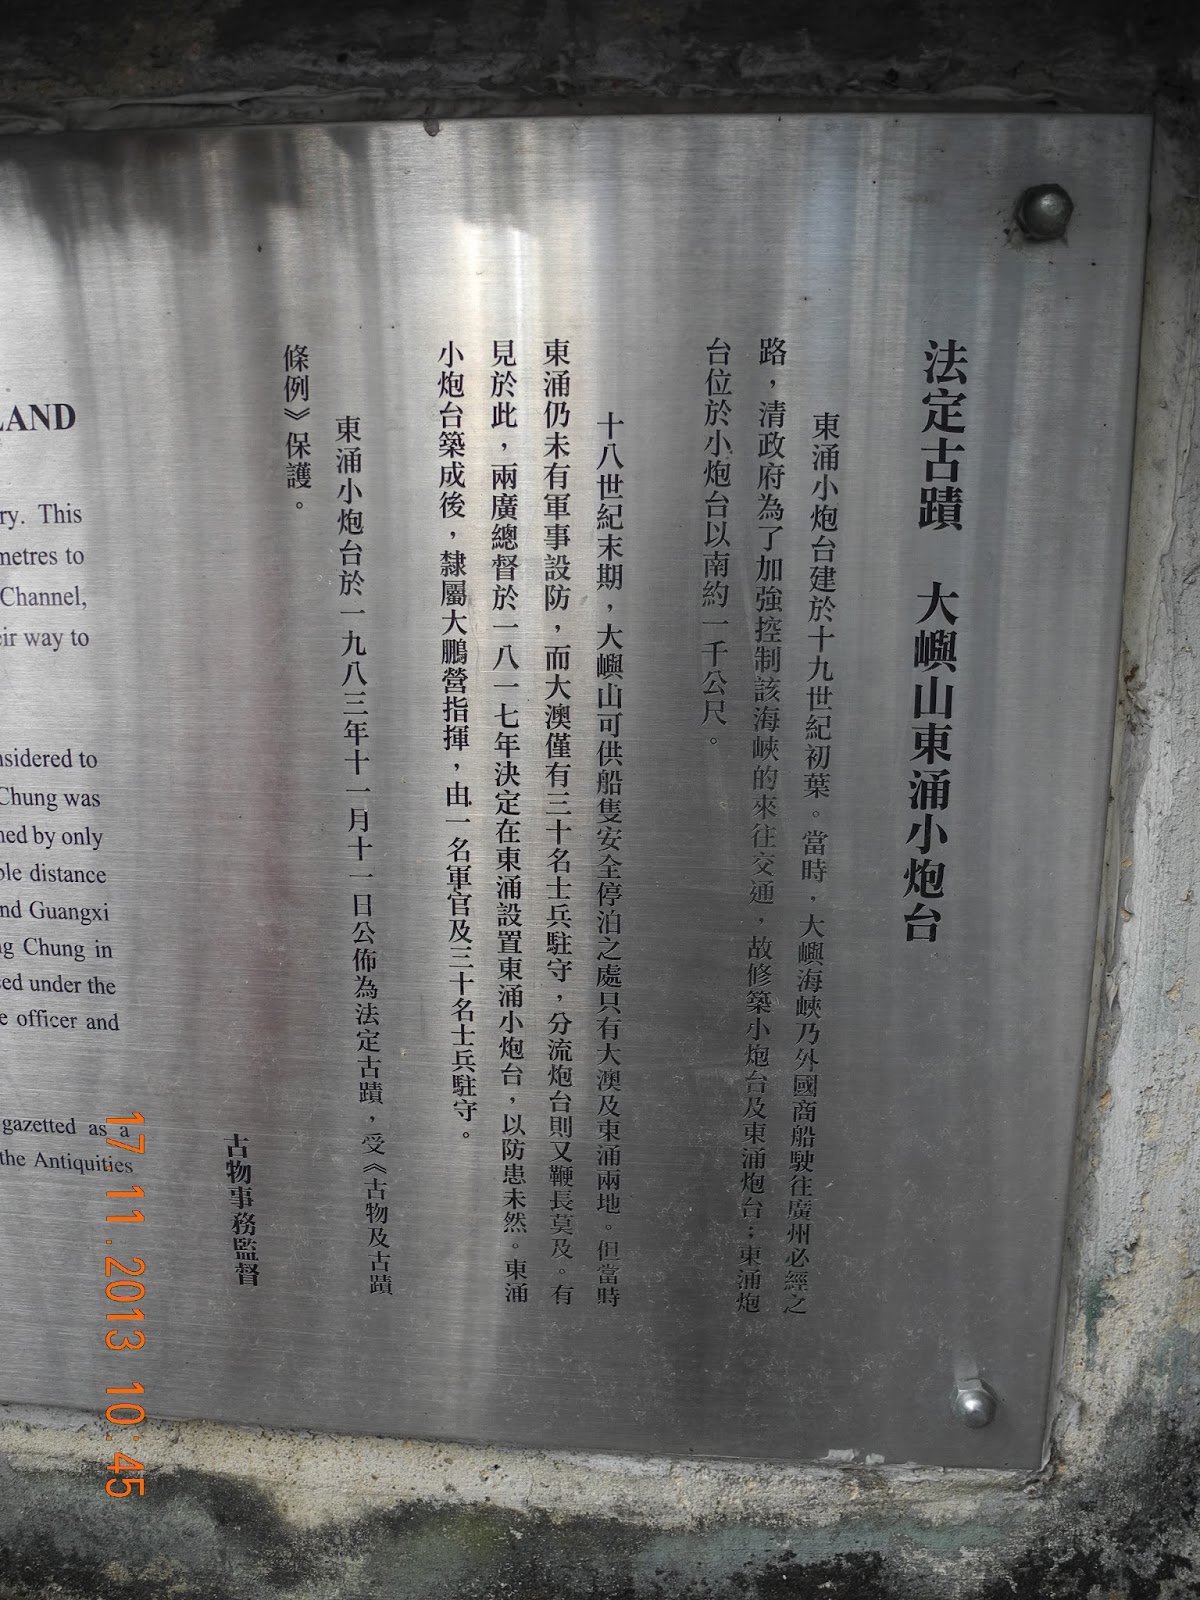 法定古蹟　大嶼山東涌小炮台
東涌小炮台建於十九世紀初葉。當時，大嶼海峽乃外國商船駛往廣州必經之
路，清政府為了加強控制該海峽的來往交通，故修築小炮台及東涌炮台；東涌炮
台位於小炮台以南約一千公尺。
十八世紀末期，大嶼山可供船隻安全停泊之處只有大澳及東涌兩地。但當時
東涌仍未有軍事設防，而大澳僅有三十名士兵駐守，分流炮台則又鞭長莫及。有
見於此，兩廣總督於一八一七年決定在東涌設置東涌小炮台，以防患未然。東涌
小炮台築成後，隸屬大鵬營指揮，由一名軍官及三十名士兵駐守。
東涌小炮台於一九八三年十一月十一日公佈為法定古蹟，受《古物及古蹟
條例》保護。
古物事務監督
LAND
ry. This
metres to
Channel,
eir way to
nsidered to
Chung was
ned by only
ble distance
nd Guangxi
ng Chung in
sed under the
e officer and
gazetted as a
the Antiquities
17.11.2013 10:45